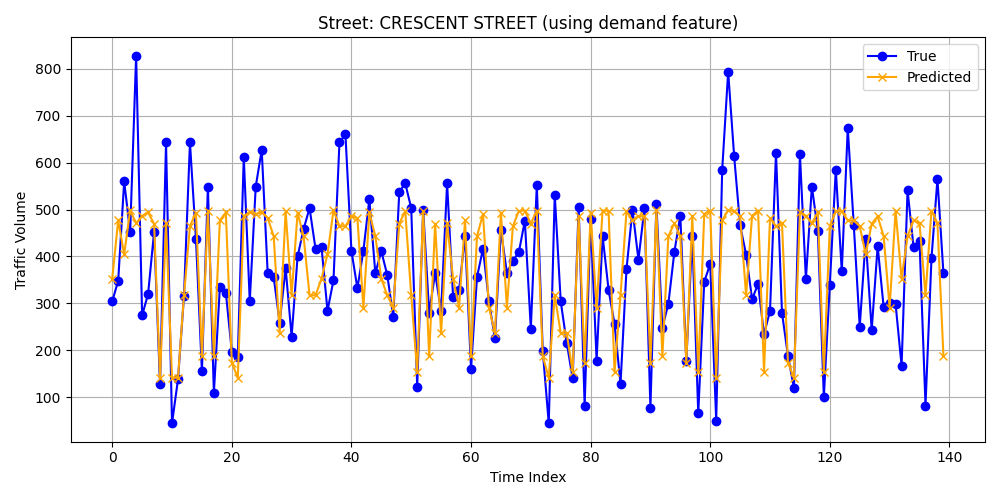 Street: CRESCENT STREET (using demand feature)
True
Predicted
Traffic Volume
800
700
600
500
400
300
200
100
0 20 40 60 80 100 120 140
Time Index